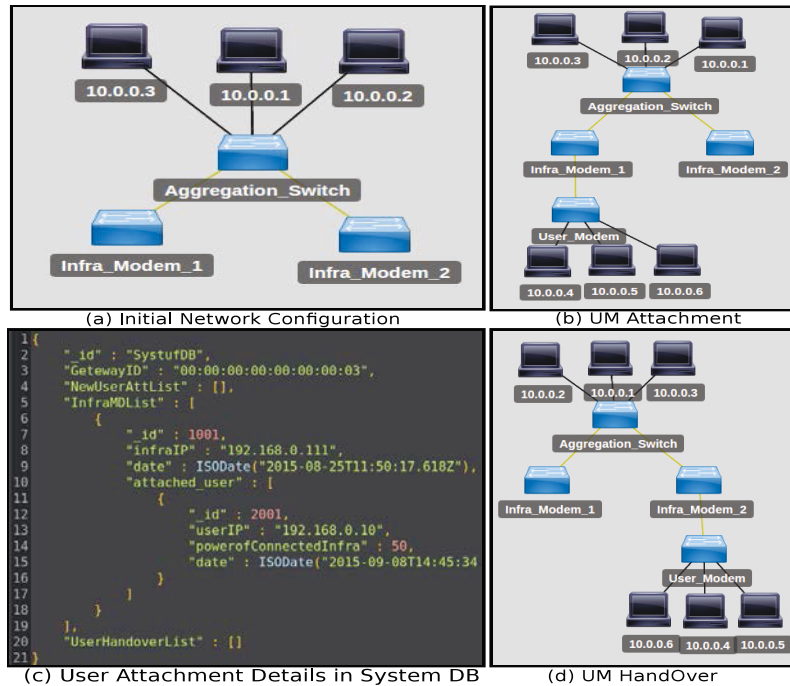 10.0.0.3
10.0.0.1
10.0.0.2
Aggregation_Switch
Infra_Modem_1
Infra_Modem_2
(a) Initial Network Configuration
10.0.0.3
10.0.0.2
10.0.0.1
Aggregation_Switch
Infra_Modem_1
Infra_Modem_2
User_Modem
10.0.0.4
10.0.0.5
10.0.0.6
(b) UM Attachment
1 {
2 "_id" : "SystufDB",
3 "GetewayID" : "00:00:00:00:00:00:00:03",
4 "NewUserAttList" : [],
5 "InfraMDList" : [
6 {
7 "_id" : 1001,
8 "infraIP" : "192.168.0.111",
9 "date" : ISODate("2015-08-25T11:50:17.618Z"),
10 "attached_user" : [
11 {
12 "_id" : 2001,
13 "userIP" : "192.168.0.10",
14 "powerofConnectedInfra" : 50,
15 "date" : ISODate("2015-09-08T14:45:34
16 }
17 ]
18 }
19 ],
20 "UserHandoverList" : []
21 }
(c) User Attachment Details in System DB
10.0.0.2
10.0.0.1
10.0.0.3
Aggregation_Switch
Infra_Modem_1
Infra_Modem_2
User_Modem
10.0.0.6
10.0.0.4
10.0.0.5
(d) UM HandOver